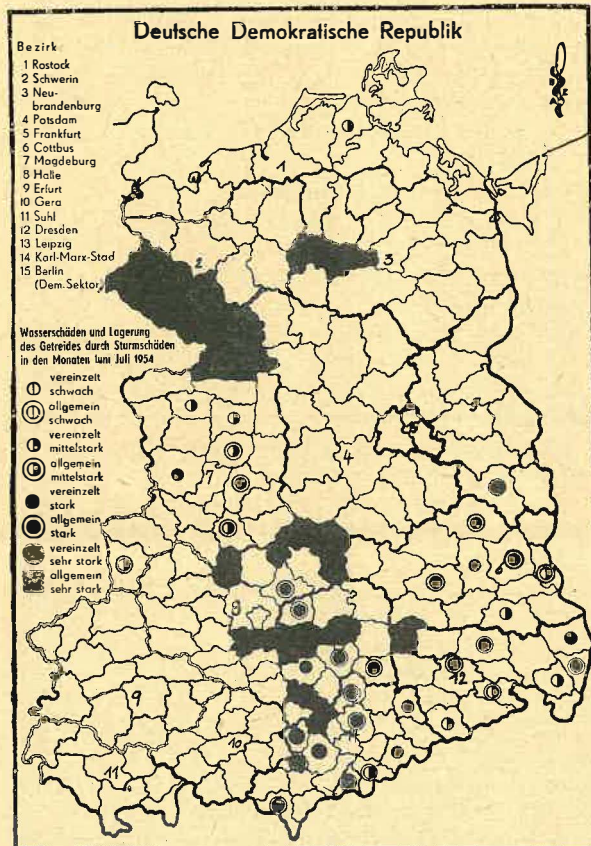 Deutsche Demokratische Republik
Bezirk
1 Rostock
2 Schwerin
3 Neu-
brandenburg
4 Potsdam
5 Frankfurt
6 Cottbus
7 Magdeburg
8 Halle
9 Erfurt
10 Gera
11 Suhl
12 Dresden
13 Leipzig
14 Karl-Marx-Stad
15 Berlin
(Dem. Sektor)
Wasserschäden und Lagerung
des Getreides durch Sturmschäden
in den Monaten Juni Juli 1954
vereinzelt
schwach
allgemein
schwach
vereinzelt
mittelstark
allgemein
mittelstark
vereinzelt
stark
allgemein
stark
vereinzelt
sehr stark
allgemein
sehr stark
1
2
3
4
5
7
8
6
12
9
10
11